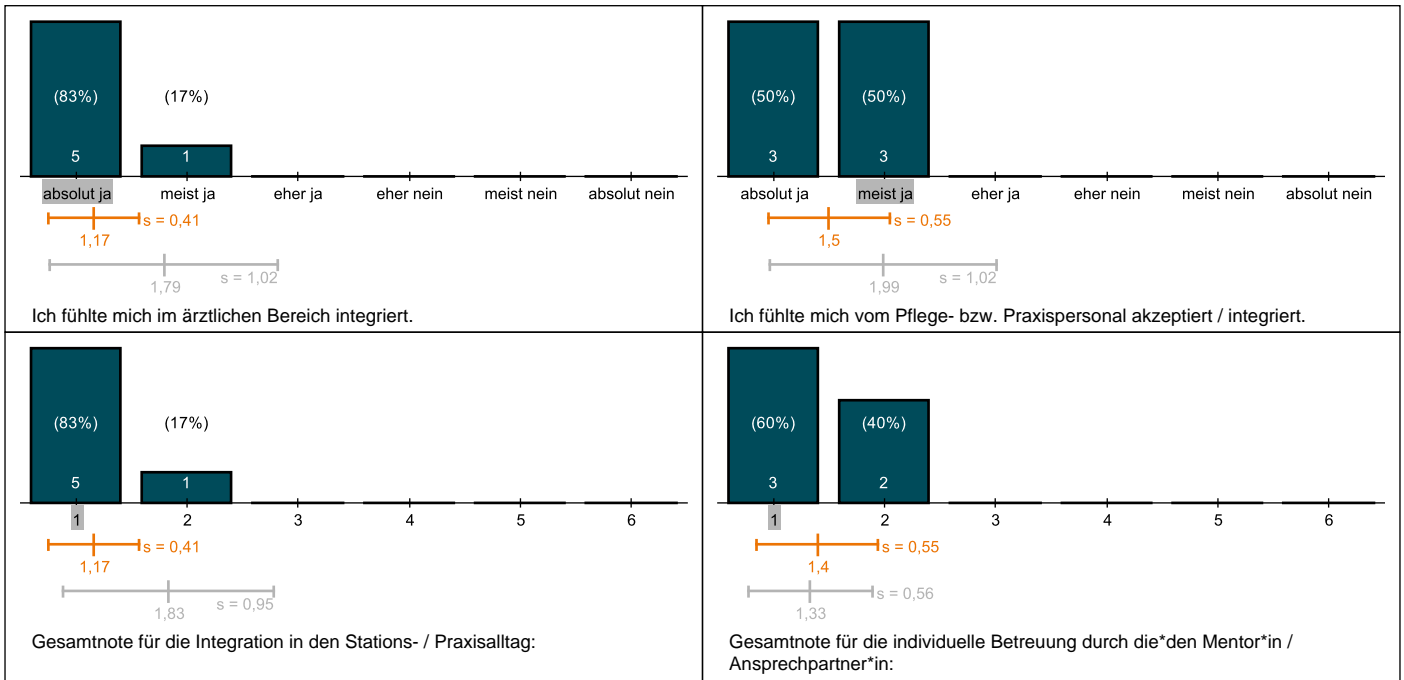 (83%) (17%)
5 1
absolut ja meist ja eher ja eher nein meist nein absolut nein
s = 0,41
1,17
s = 1,02
1,79
Ich fühlte mich im ärztlichen Bereich integriert.
(50%) (50%)
3 3
absolut ja meist ja eher ja eher nein meist nein absolut nein
s = 0,55
1,5
s = 1,02
1,99
Ich fühlte mich vom Pflege- bzw. Praxispersonal akzeptiert / integriert.
(83%) (17%)
5 1
1 2 3 4 5 6
s = 0,41
1,17
s = 0,95
1,83
Gesamtnote für die Integration in den Stations- / Praxisalltag:
(60%) (40%)
3 2
1 2 3 4 5 6
s = 0,55
1,4
s = 0,56
1,33
Gesamtnote für die individuelle Betreuung durch die*den Mentor*in /
Ansprechpartner*in: